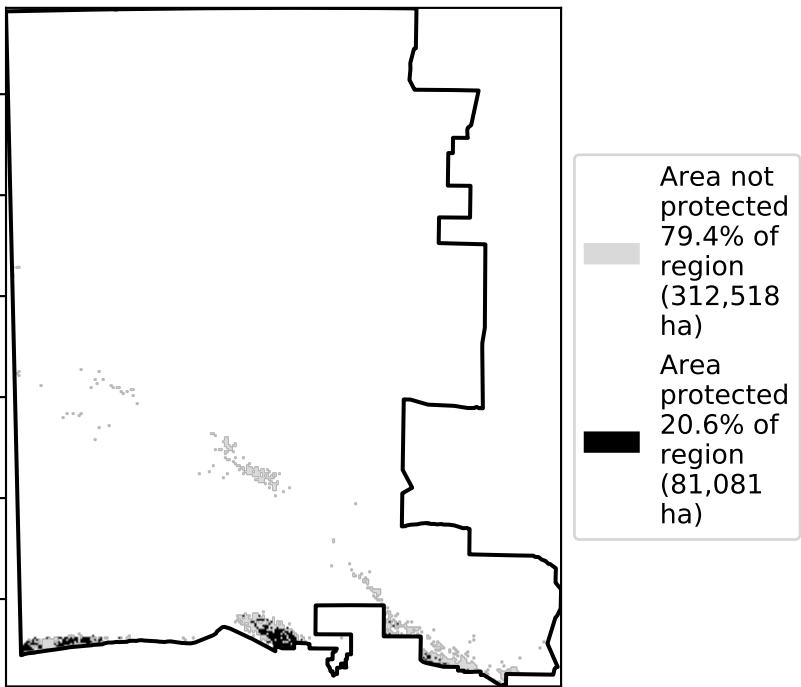 Area not
protected
79.4% of
region
(312,518
ha)
Area
protected
20.6% of
region
(81,081
ha)